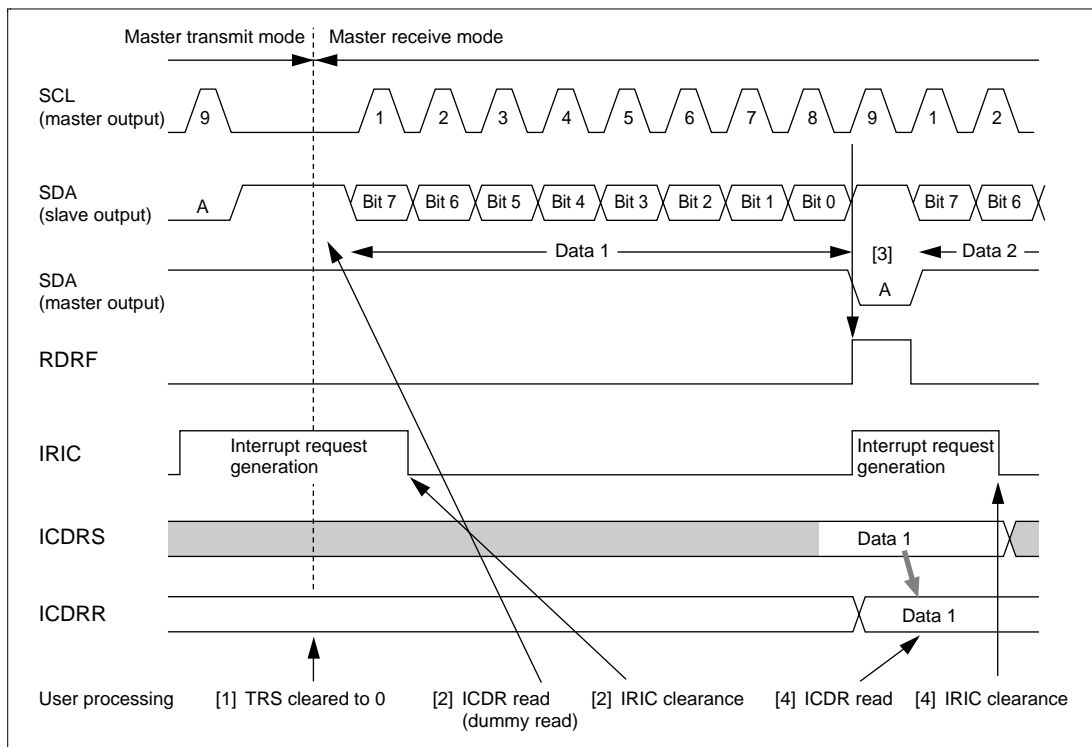 Master transmit mode Master receive mode
SCL
(master output)
9 1 2 3 4 5 6 7 8 9 1 2
SDA
(slave output)
A Bit 7 Bit 6 Bit 5 Bit 4 Bit 3 Bit 2 Bit 1 Bit 0 Bit 7 Bit 6
Data 1 [3] Data 2
SDA
(master output)
A
RDRF
IRIC
Interrupt request
generation
Interrupt request
generation
ICDRS
Data 1
ICDRR
Data 1
User processing [1] TRS cleared to 0 [2] ICDR read
(dummy read)
[2] IRIC clearance [4] ICDR read [4] IRIC clearance